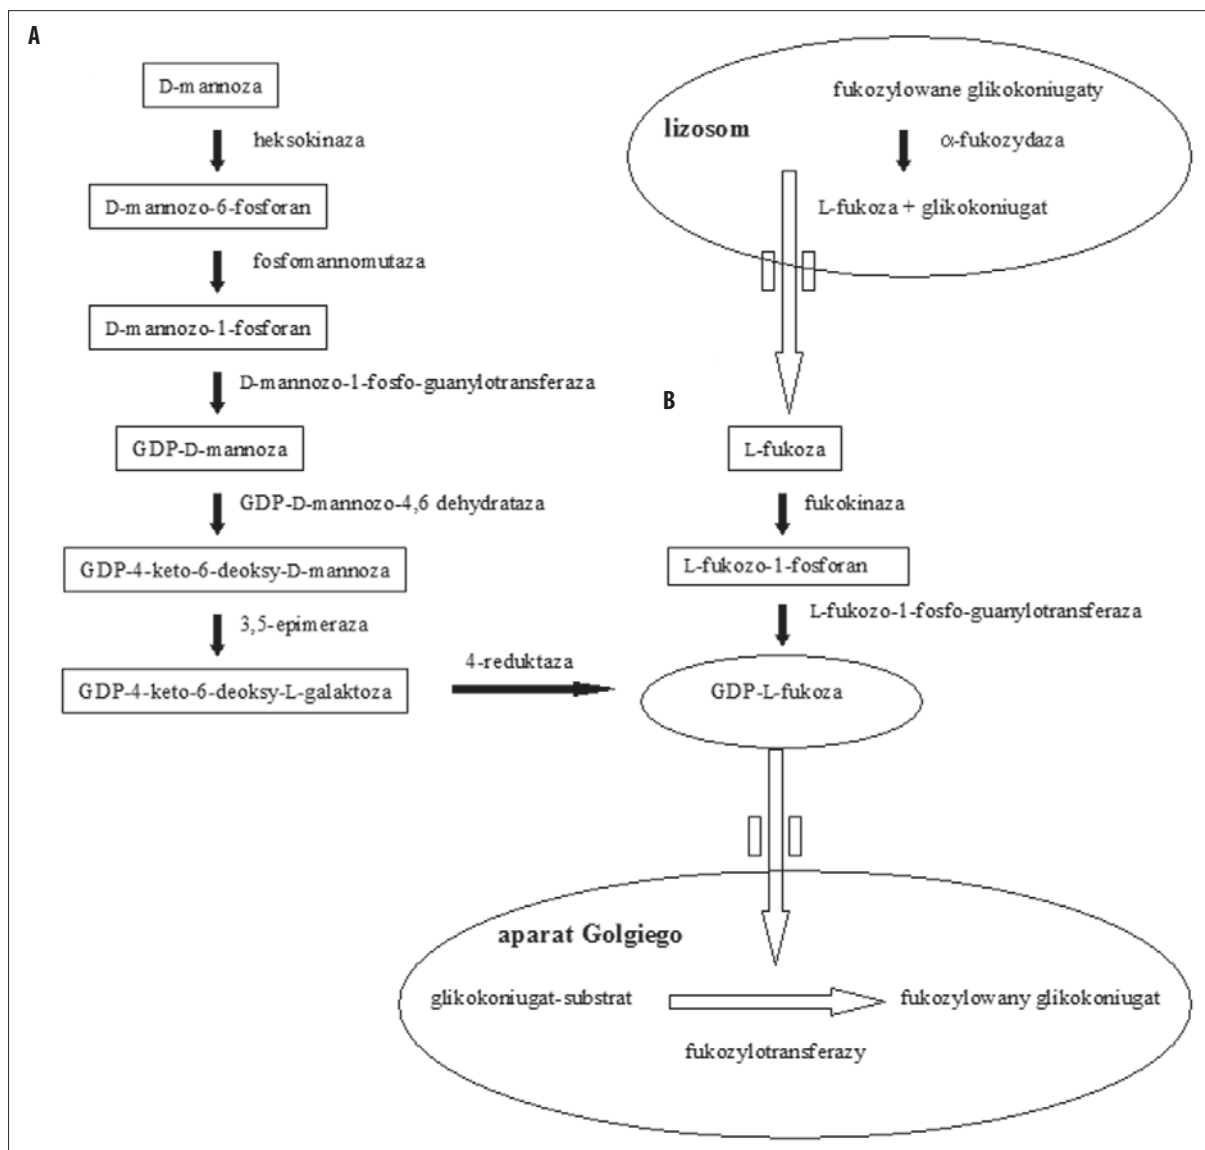 A
D-mannoza
heksokinaza
D-mannozo-6-fosforan
fosfomannomutaza
D-mannozo-1-fosforan
D-mannozo-1-fosfo-guanylotransferaza
GDP-D-mannoza
GDP-D-mannozo-4,6 dehydrataza
GDP-4-keto-6-deoksy-D-mannoza
3,5-epimeraza
GDP-4-keto-6-deoksy-L-galaktoza
4-reduktaza
fukozylowane glikokoniugaty
lizosom
α-fukozydaza
L-fukoza + glikokoniugat
B
L-fukoza
fukokinaza
L-fukozo-1-fosforan
L-fukozo-1-fosfo-guanylotransferaza
GDP-L-fukoza
aparat Golgiego
glikokoniugat-substrat
fukozylowany glikokoniugat
fukozylotransferazy